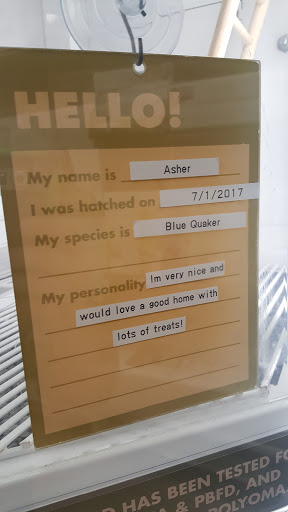 HELLO!
My name is Asher
I was hatched on 7/1/2017
My species is Blue Quaker
My personality Im very nice and
would love a good home with
lots of treats!
HAS BEEN TESTED FO
& PBFD, AND
POLYOMA